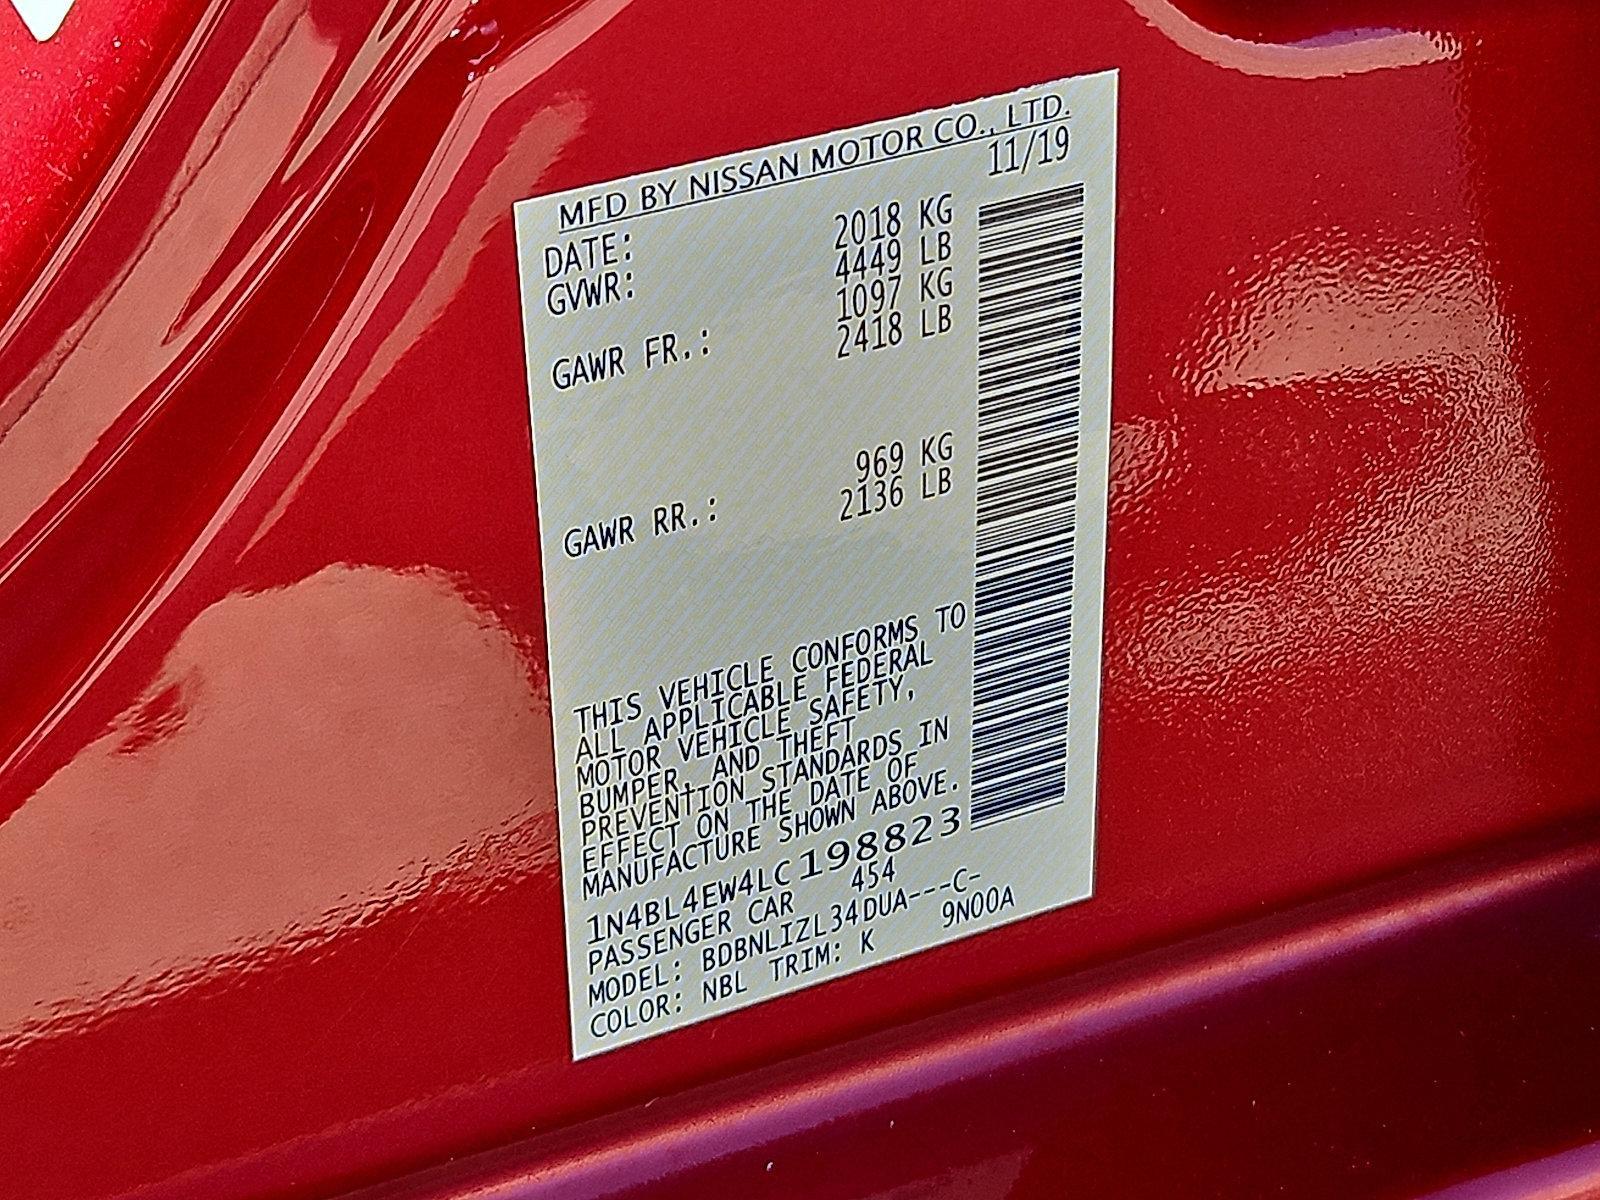 MFD BY NISSAN MOTOR CO., LTD.
DATE: 11/19
GVWR: 2018 KG
4449 LB
GAWR FR.: 1097 KG
2418 LB
GAWR RR.: 969 KG
2136 LB
THIS VEHICLE CONFORMS TO
ALL APPLICABLE FEDERAL
MOTOR VEHICLE SAFETY,
BUMPER, AND THEFT
PREVENTION STANDARDS IN
EFFECT ON THE DATE OF
MANUFACTURE SHOWN ABOVE.
1N4BL4EW4LC198823
PASSENGER CAR 454
MODEL: BDBNLIZL34DUA---C-
COLOR: NBL TRIM: K 9N00A